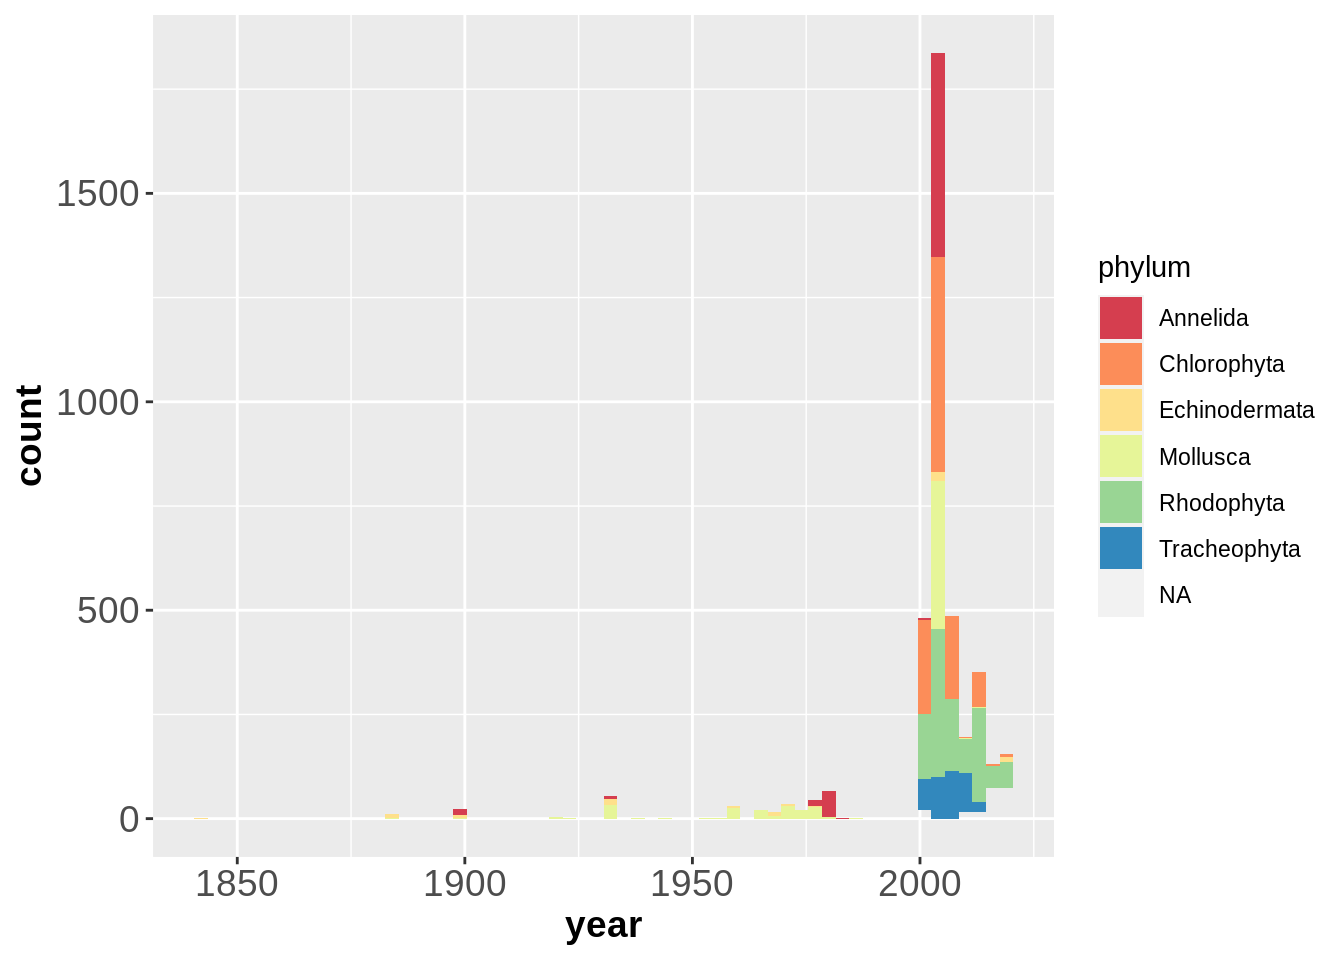 1500
1000
500
0
count
1850 1900 1950 2000
year
phylum
Annelida
Chlorophyta
Echinodermata
Mollusca
Rhodophyta
Tracheophyta
NA